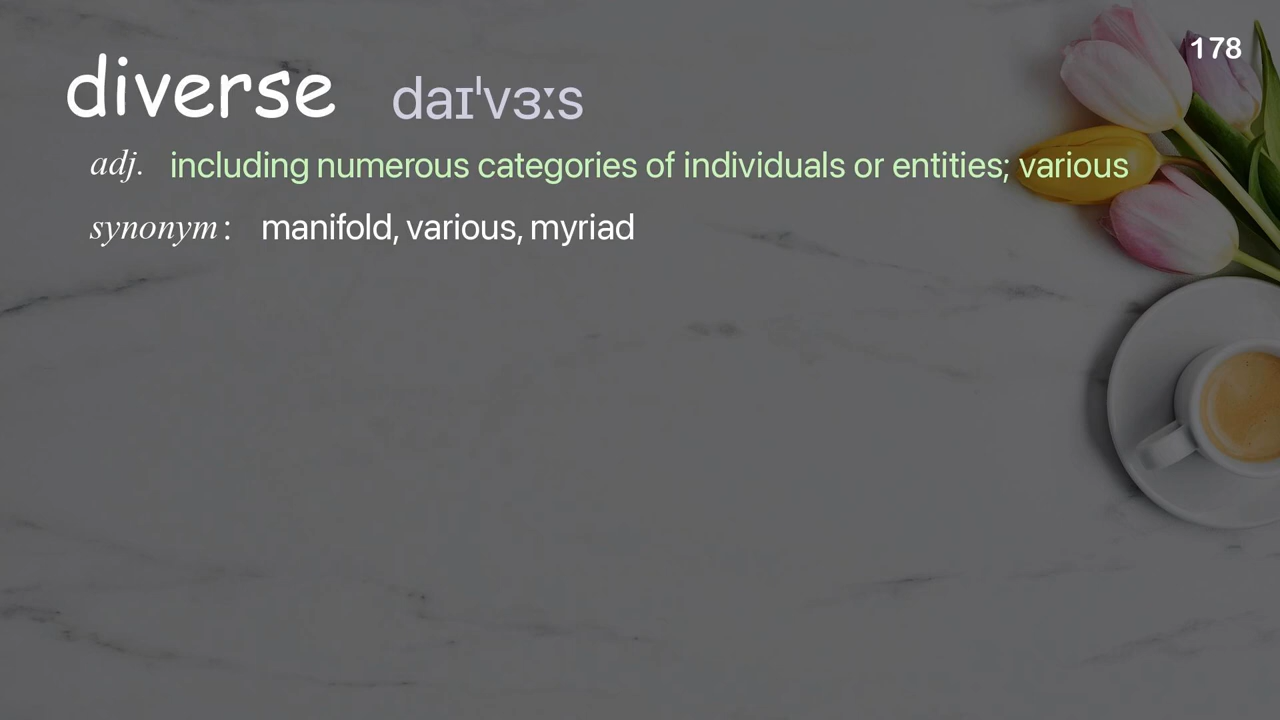 178
diverse daɪˈvɜːs
adj. including numerous categories of individuals or entities; various
synonym: manifold, various, myriad